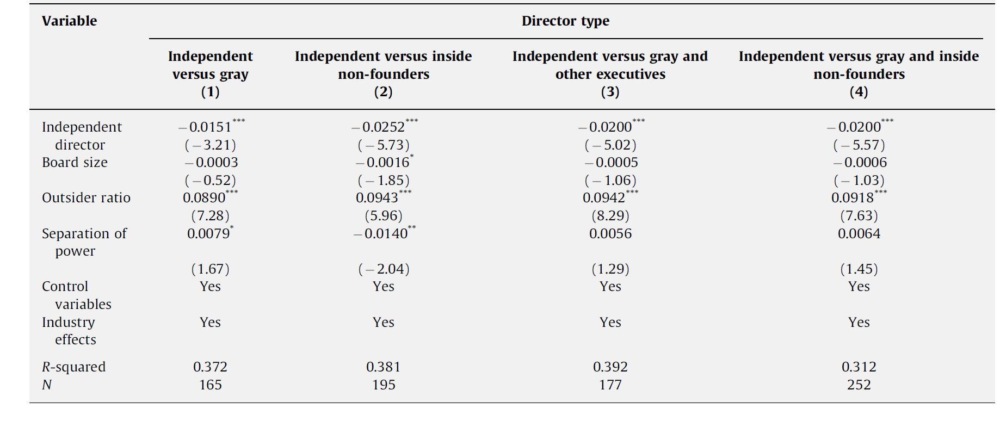 Variable Director type
Independent Independent versus inside Independent versus gray and Independent versus gray and inside
versus gray non-founders other executives non-founders
(1) (2) (3) (4)
Independent −0.0151*** −0.0252*** −0.0200*** −0.0200***
director (−3.21) (−5.73) (−5.02) (−5.57)
Board size −0.0003 −0.0016* −0.0005 −0.0006
(−0.52) (−1.85) (−1.06) (−1.03)
Outsider ratio 0.0890*** 0.0943*** 0.0942*** 0.0918***
(7.28) (5.96) (8.29) (7.63)
Separation of 0.0079* −0.0140** 0.0056 0.0064
power
(1.67) (−2.04) (1.29) (1.45)
Control Yes Yes Yes Yes
variables
Industry Yes Yes Yes Yes
effects
R-squared 0.372 0.381 0.392 0.312
N 165 195 177 252